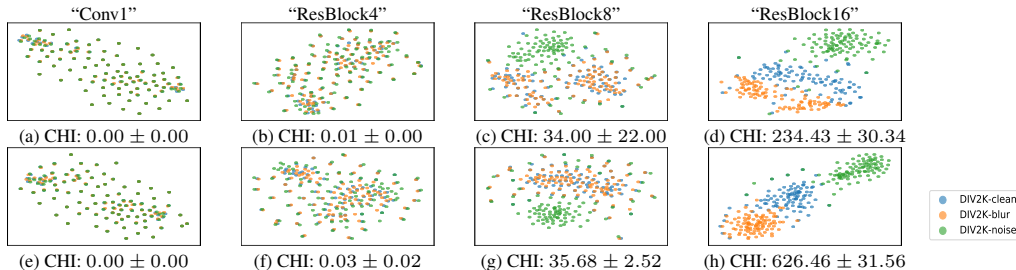 “Conv1” “ResBlock4” “ResBlock8” “ResBlock16”
(a) CHI: 0.00 ± 0.00 (b) CHI: 0.01 ± 0.00 (c) CHI: 34.00 ± 22.00 (d) CHI: 234.43 ± 30.34
DIV2K-clean
DIV2K-blur
DIV2K-noise
(e) CHI: 0.00 ± 0.00 (f) CHI: 0.03 ± 0.02 (g) CHI: 35.68 ± 2.52 (h) CHI: 626.46 ± 31.56